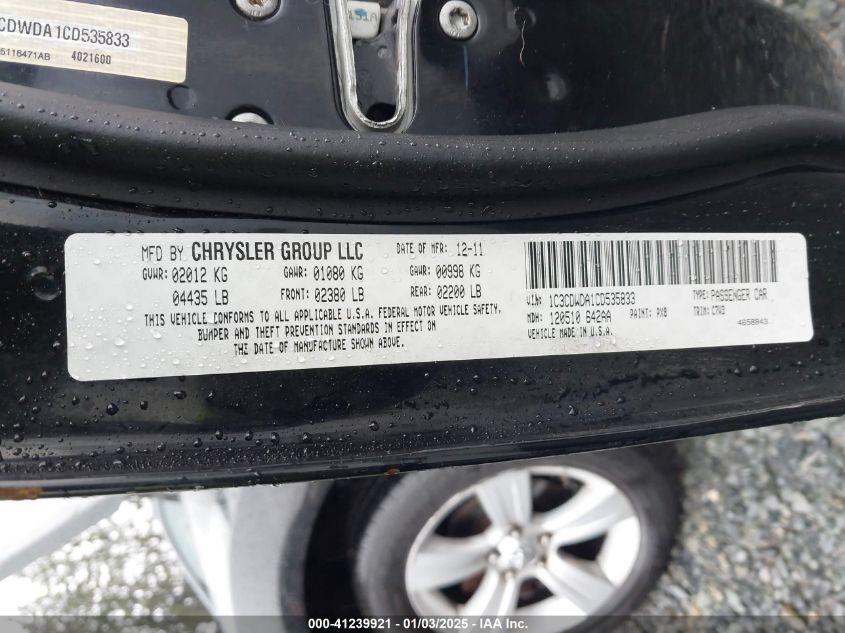 151A
CDWDA1CD535833
5116471AB 4021600
MFD BY CHRYSLER GROUP LLC DATE OF MFR: 12-11
GVWR: 02012 KG GAWR: 01080 KG GAWR: 00998 KG
04435 LB FRONT: 02380 LB REAR: 02200 LB
THIS VEHICLE CONFORMS TO ALL APPLICABLE U.S.A. FEDERAL MOTOR VEHICLE SAFETY,
BUMPER AND THEFT PREVENTION STANDARDS IN EFFECT ON
THE DATE OF MANUFACTURE SHOWN ABOVE.
VIN: 1C3CDWDA1CD535833 TYPE: PASSENGER CAR
MDH: 120510 642AA PAINT: PX8 TRIM: C7V3
VEHICLE MADE IN U.S.A. 4658843
000-41239921 - 01/03/2025 - IAA Inc.